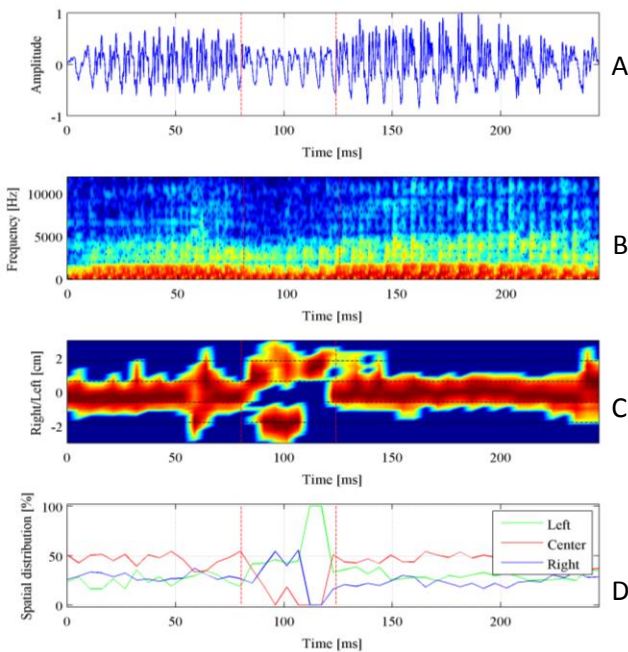 1
0
-1
Amplitude
0 50 100 150 200
Time [ms]
A
10000
5000
0
Frequency [Hz]
0 50 100 150 200
Time [ms]
B
2
0
-2
Right/Left [cm]
0 50 100 150 200
Time [ms]
C
100
50
0
Spatial distribution [%]
Left
Center
Right
0 50 100 150 200
Time [ms]
D